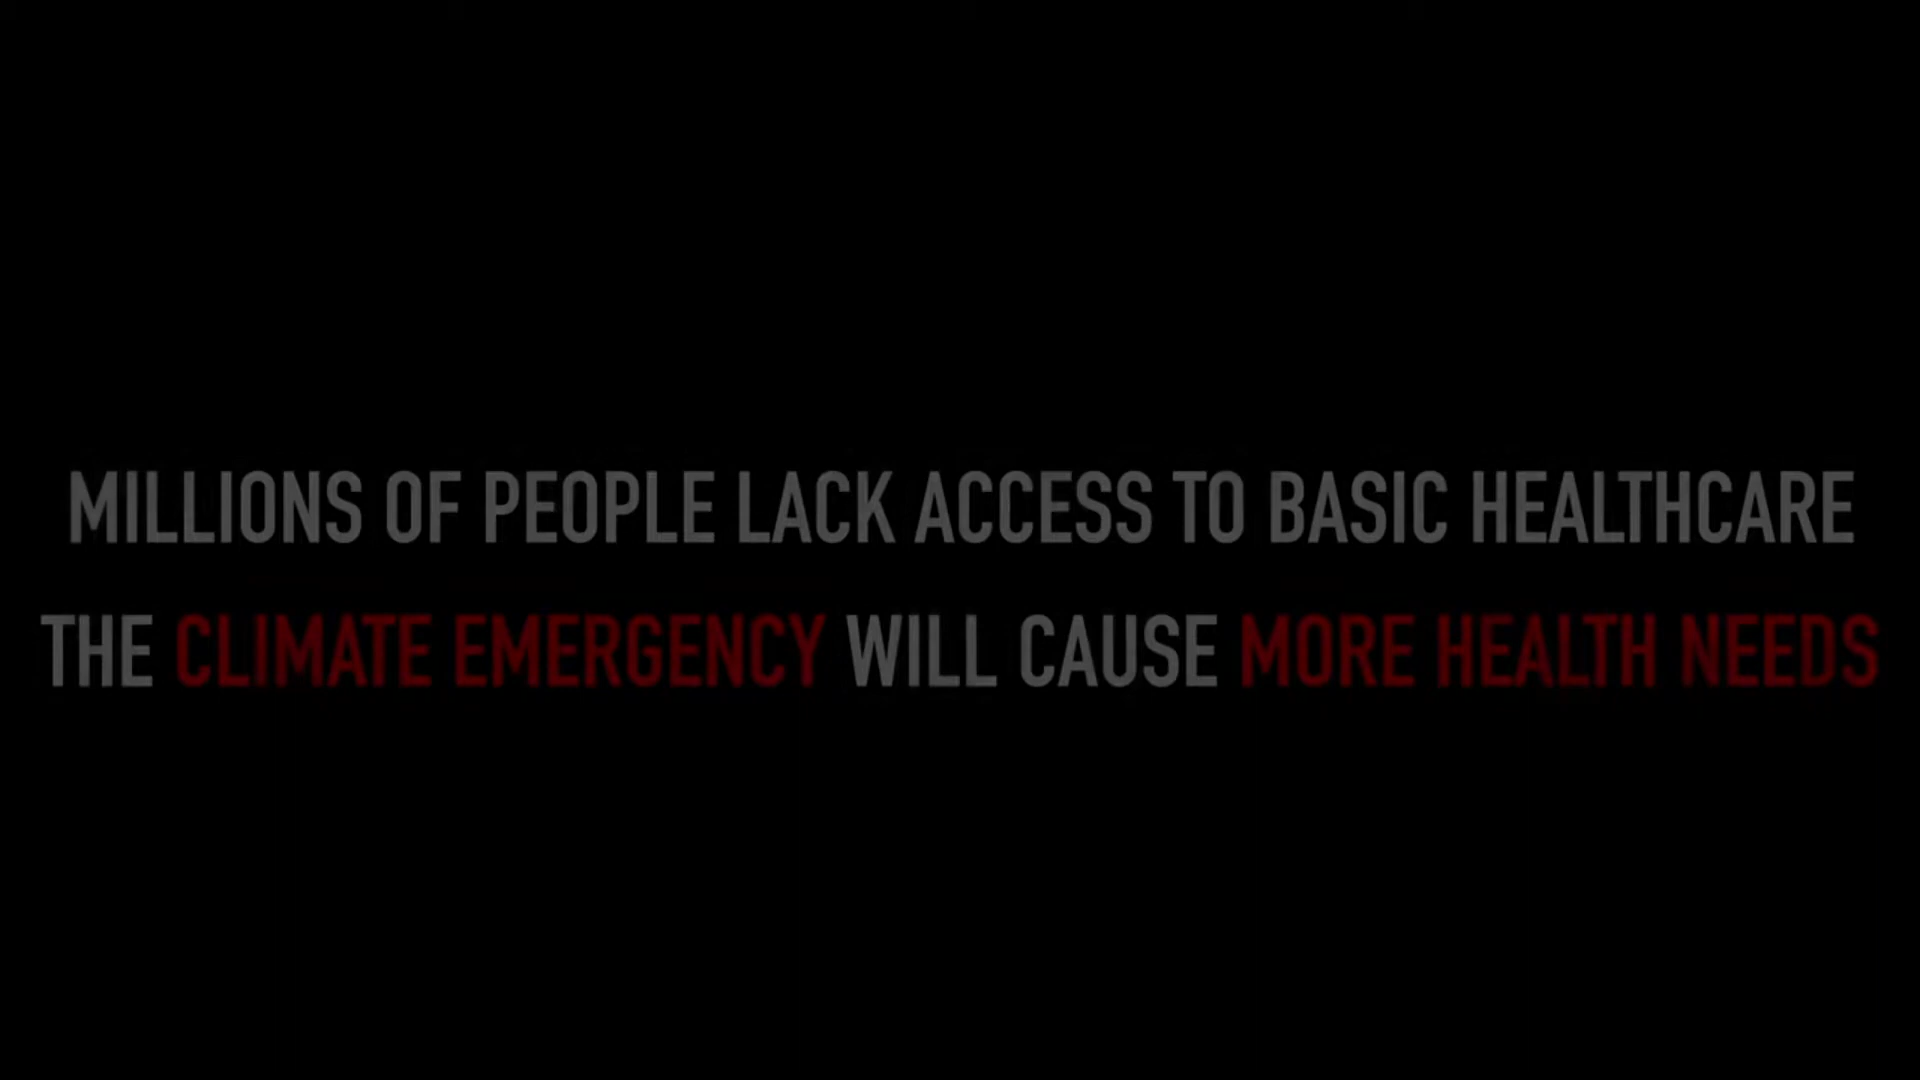 MILLIONS OF PEOPLE LACK ACCESS TO BASIC HEALTHCARE
THE CLIMATE EMERGENCY WILL CAUSE MORE HEALTH NEEDS